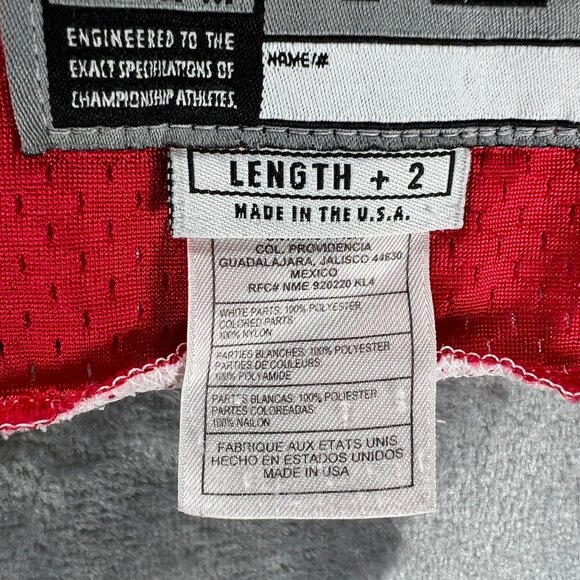 ENGINEERED TO THE
EXACT SPECIFICATIONS OF
CHAMPIONSHIP ATHLETES.
NAME/#
LENGTH + 2
MADE IN THE U.S.A.
COL. PROVIDENCIA
GUADALAJARA, JALISCO 44630
MEXICO
RFC# NME 920220 KL4
WHITE PARTS: 100% POLYESTER
COLORED PARTS:
100% NYLON
PARTIES BLANCHES: 100% POLYESTER
PARTIES DE COULEURS:
100% POLYAMIDE
PARTES BLANCAS: 100% POLIESTER
PARTES COLOREADAS:
100% NAILON
FABRIQUE AUX ETATS UNIS
HECHO EN ESTADOS UNIDOS
MADE IN USA